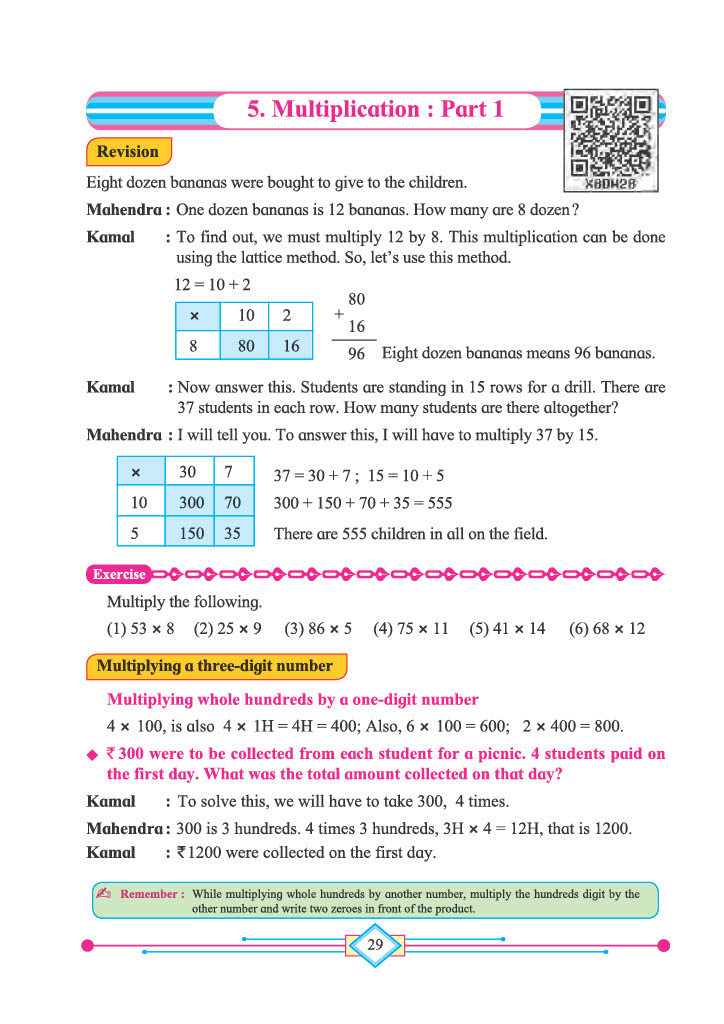 5. Multiplication : Part 1
X8DW28
Revision
Eight dozen bananas were bought to give to the children.
Mahendra : One dozen bananas is 12 bananas. How many are 8 dozen?
Kamal : To find out, we must multiply 12 by 8. This multiplication can be done
using the lattice method. So, let's use this method.
12 = 10 + 2
× 10 2
8 80 16
80
+
16
96 Eight dozen bananas means 96 bananas.
Kamal : Now answer this. Students are standing in 15 rows for a drill. There are
37 students in each row. How many students are there altogether?
Mahendra : I will tell you. To answer this, I will have to multiply 37 by 15.
× 30 7
10 300 70
5 150 35
37 = 30 + 7 ; 15 = 10 + 5
300 + 150 + 70 + 35 = 555
There are 555 children in all on the field.
Exercise
Multiply the following.
(1) 53 × 8 (2) 25 × 9 (3) 86 × 5 (4) 75 × 11 (5) 41 × 14 (6) 68 × 12
Multiplying a three-digit number
Multiplying whole hundreds by a one-digit number
4 × 100, is also 4 × 1H = 4H = 400; Also, 6 × 100 = 600; 2 × 400 = 800.
◆ ₹ 300 were to be collected from each student for a picnic. 4 students paid on
the first day. What was the total amount collected on that day?
Kamal : To solve this, we will have to take 300, 4 times.
Mahendra : 300 is 3 hundreds. 4 times 3 hundreds, 3H × 4 = 12H, that is 1200.
Kamal : ₹ 1200 were collected on the first day.
Remember : While multiplying whole hundreds by another number, multiply the hundreds digit by the
other number and write two zeroes in front of the product.
29